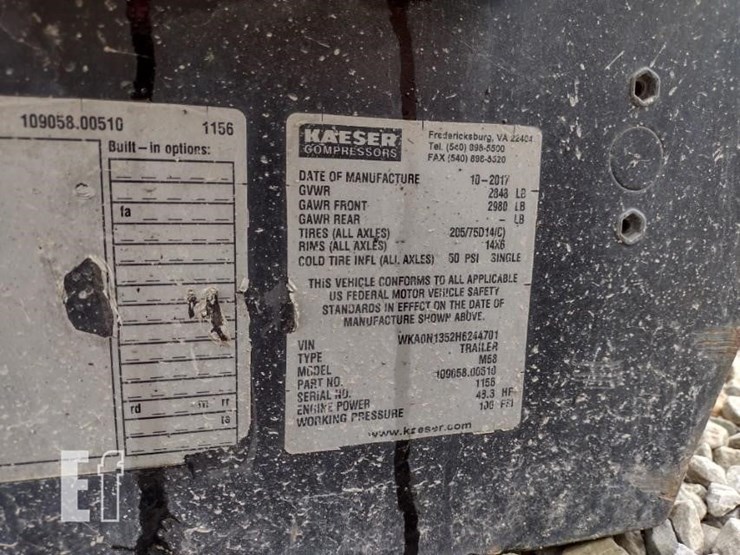 109058.00510 1156
Built-in options:
fa
rd rr
KAESER
COMPRESSORS
Fredericksburg, VA 22404
Tel. (540) 898-5500
FAX (540) 898-5520
DATE OF MANUFACTURE 10-2017
GVWR 2848 LB
GAWR FRONT 2980 LB
GAWR REAR - LB
TIRES (ALL AXLES) 205/75D14(C)
RIMS (ALL AXLES) 14X6
COLD TIRE INFL (ALL AXLES) 50 PSI SINGLE
THIS VEHICLE CONFORMS TO ALL APPLICABLE
US FEDERAL MOTOR VEHICLE SAFETY
STANDARDS IN EFFECT ON THE DATE OF
MANUFACTURE SHOWN ABOVE.
VIN WKA0N1352H6244701
TYPE TRAILER
MODEL M58
PART NO. 109058.00510
SERIAL NO. 1156
ENGINE POWER 48.3 HP
WORKING PRESSURE 100 PSI
www.kaeser.com
Ef